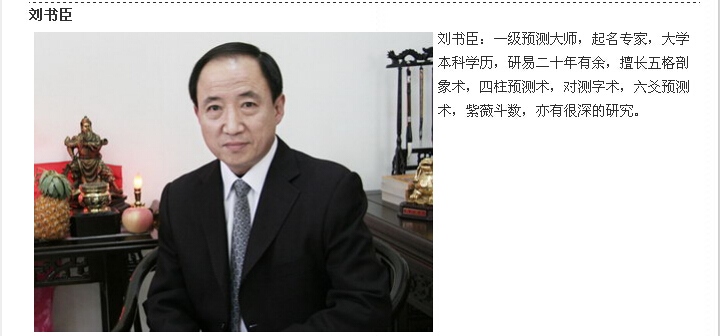 刘书臣
刘书臣：一级预测大师，起名专家，大学
本科学历，研易二十年有余，擅长五格剖
象术，四柱预测术，对测字术，六爻预测
术，紫薇斗数，亦有很深的研究。